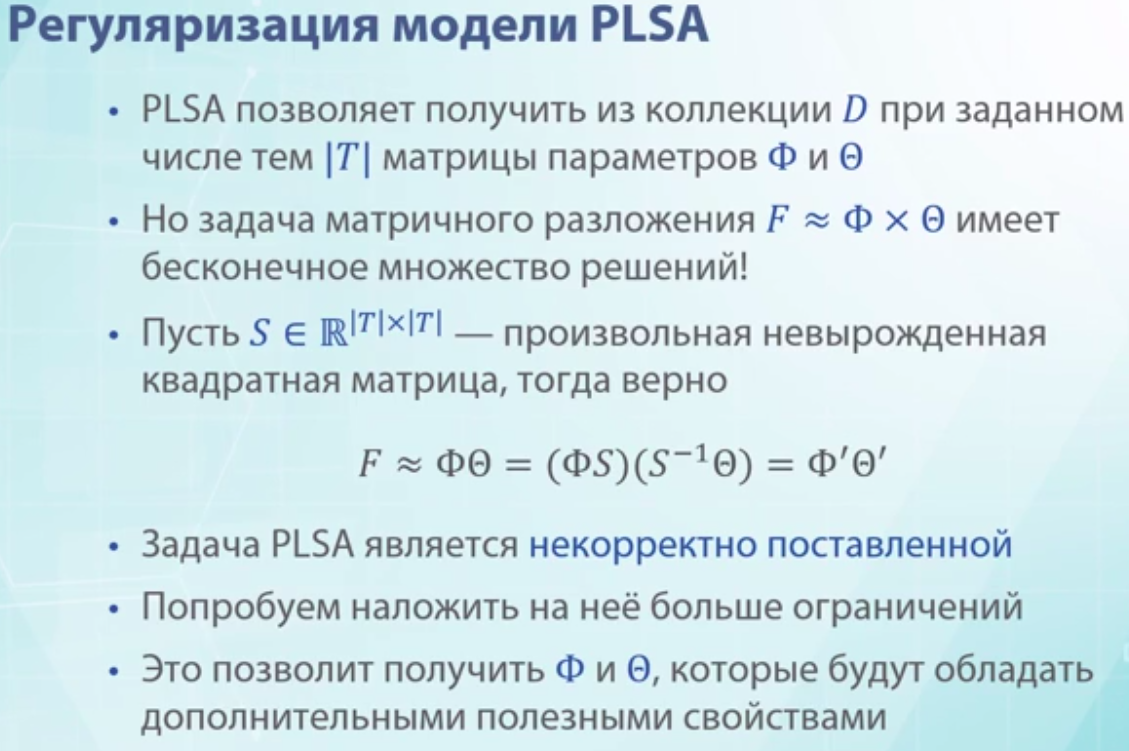 Регуляризация модели PLSA
• PLSA позволяет получить из коллекции D при заданном
числе тем |T| матрицы параметров Φ и Θ
• Но задача матричного разложения F ≈ Φ × Θ имеет
бесконечное множество решений!
• Пусть S ∈ ℝ^{|T|×|T|} — произвольная невырожденная
квадратная матрица, тогда верно
F ≈ ΦΘ = (ΦS)(S⁻¹Θ) = Φ′Θ′
• Задача PLSA является некорректно поставленной
• Попробуем наложить на неё больше ограничений
• Это позволит получить Φ и Θ, которые будут обладать
дополнительными полезными свойствами